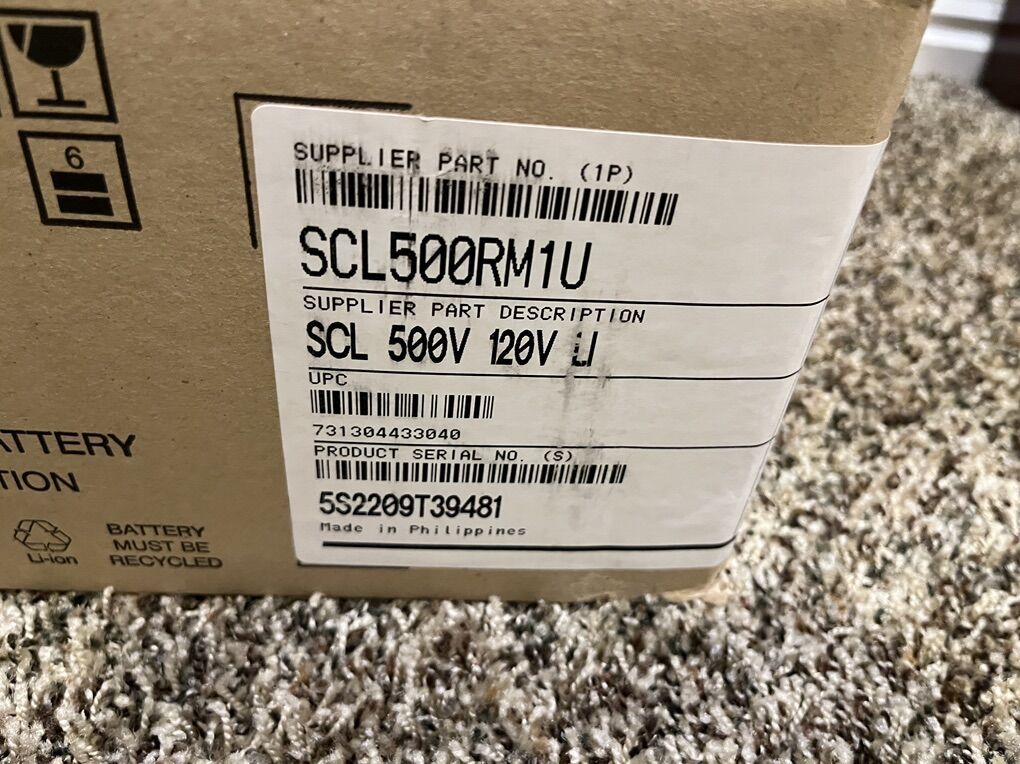 6
SUPPLIER PART NO. (1P)
SCL500RM1U
SUPPLIER PART DESCRIPTION
SCL 500V 120V LI
UPC
731304433040
PRODUCT SERIAL NO. (S)
5S2209T39481
Made in Philippines
ATTERY
TION
Li-ion
BATTERY
MUST BE
RECYCLED